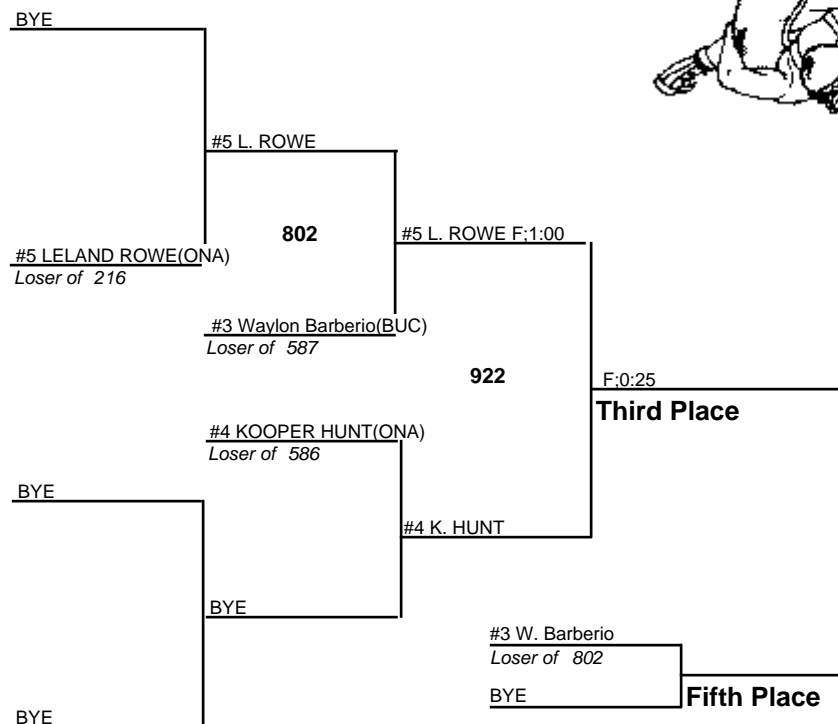 BYE
#5 L. ROWE
802
#5 L. ROWE F;1:00
#5 LELAND ROWE(ONA)
Loser of 216
#3 Waylon Barberio(BUC)
Loser of 587
922
F;0:25
Third Place
#4 KOOPER HUNT(ONA)
Loser of 586
BYE
#4 K. HUNT
BYE
#3 W. Barberio
Loser of 802
BYE
Fifth Place
BYE